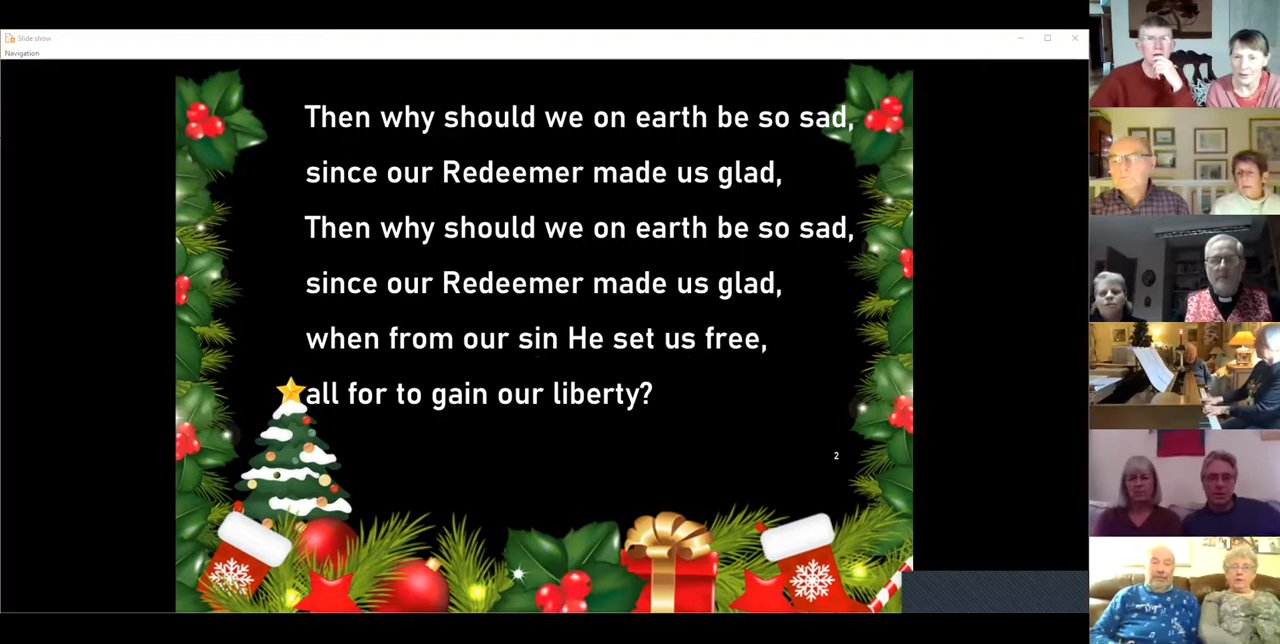 Slide show
Navigation
Then why should we on earth be so sad,
since our Redeemer made us glad,
Then why should we on earth be so sad,
since our Redeemer made us glad,
when from our sin He set us free,
all for to gain our liberty?
2